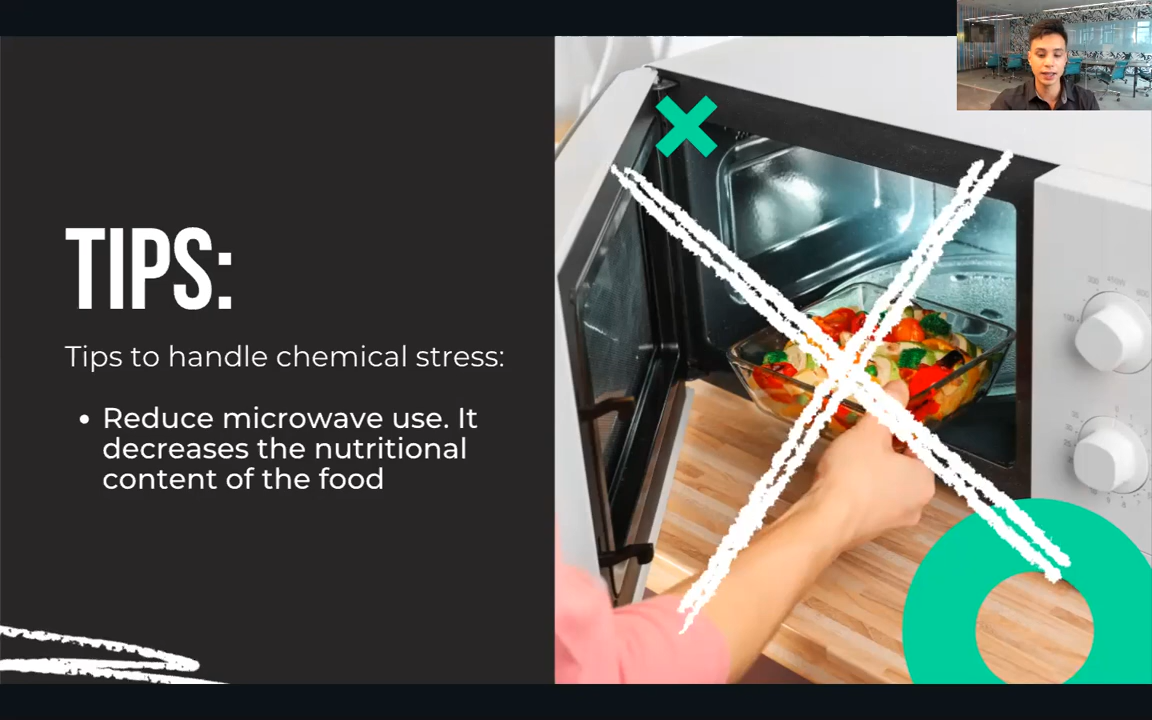 TIPS:
Tips to handle chemical stress:
• Reduce microwave use. It
decreases the nutritional
content of the food